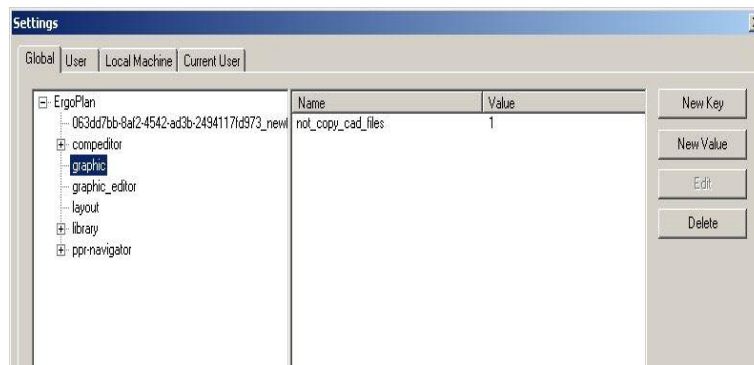 Settings
Global User Local Machine Current User
ErgoPlan
063dd7bb-8af2-4542-ad3b-2494117fd973_newl
compeditor
graphic
graphic_editor
layout
library
ppr-navigator
Name Value
not_copy_cad_files 1
New Key
New Value
Edit
Delete